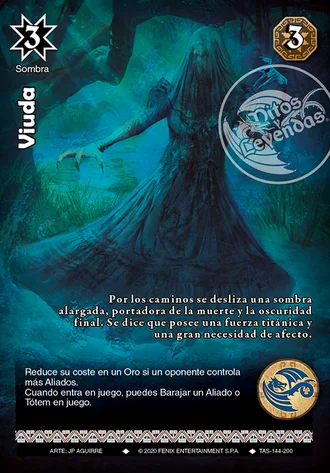 3
3
Sombra
Viuda
Mitos y
Leyendas
Por los caminos se desliza una sombra
alargada, portadora de la muerte y la oscuridad
final. Se dice que posee una fuerza titánica y
una gran necesidad de afecto.
Reduce su coste en un Oro si un oponente controla
más Aliados.
Cuando entra en juego, puedes Barajar un Aliado o
Tótem en juego.
ARTE: JP AGUIRRE © 2020 FENIX ENTERTAINMENT S.P.A. TAS-144-200